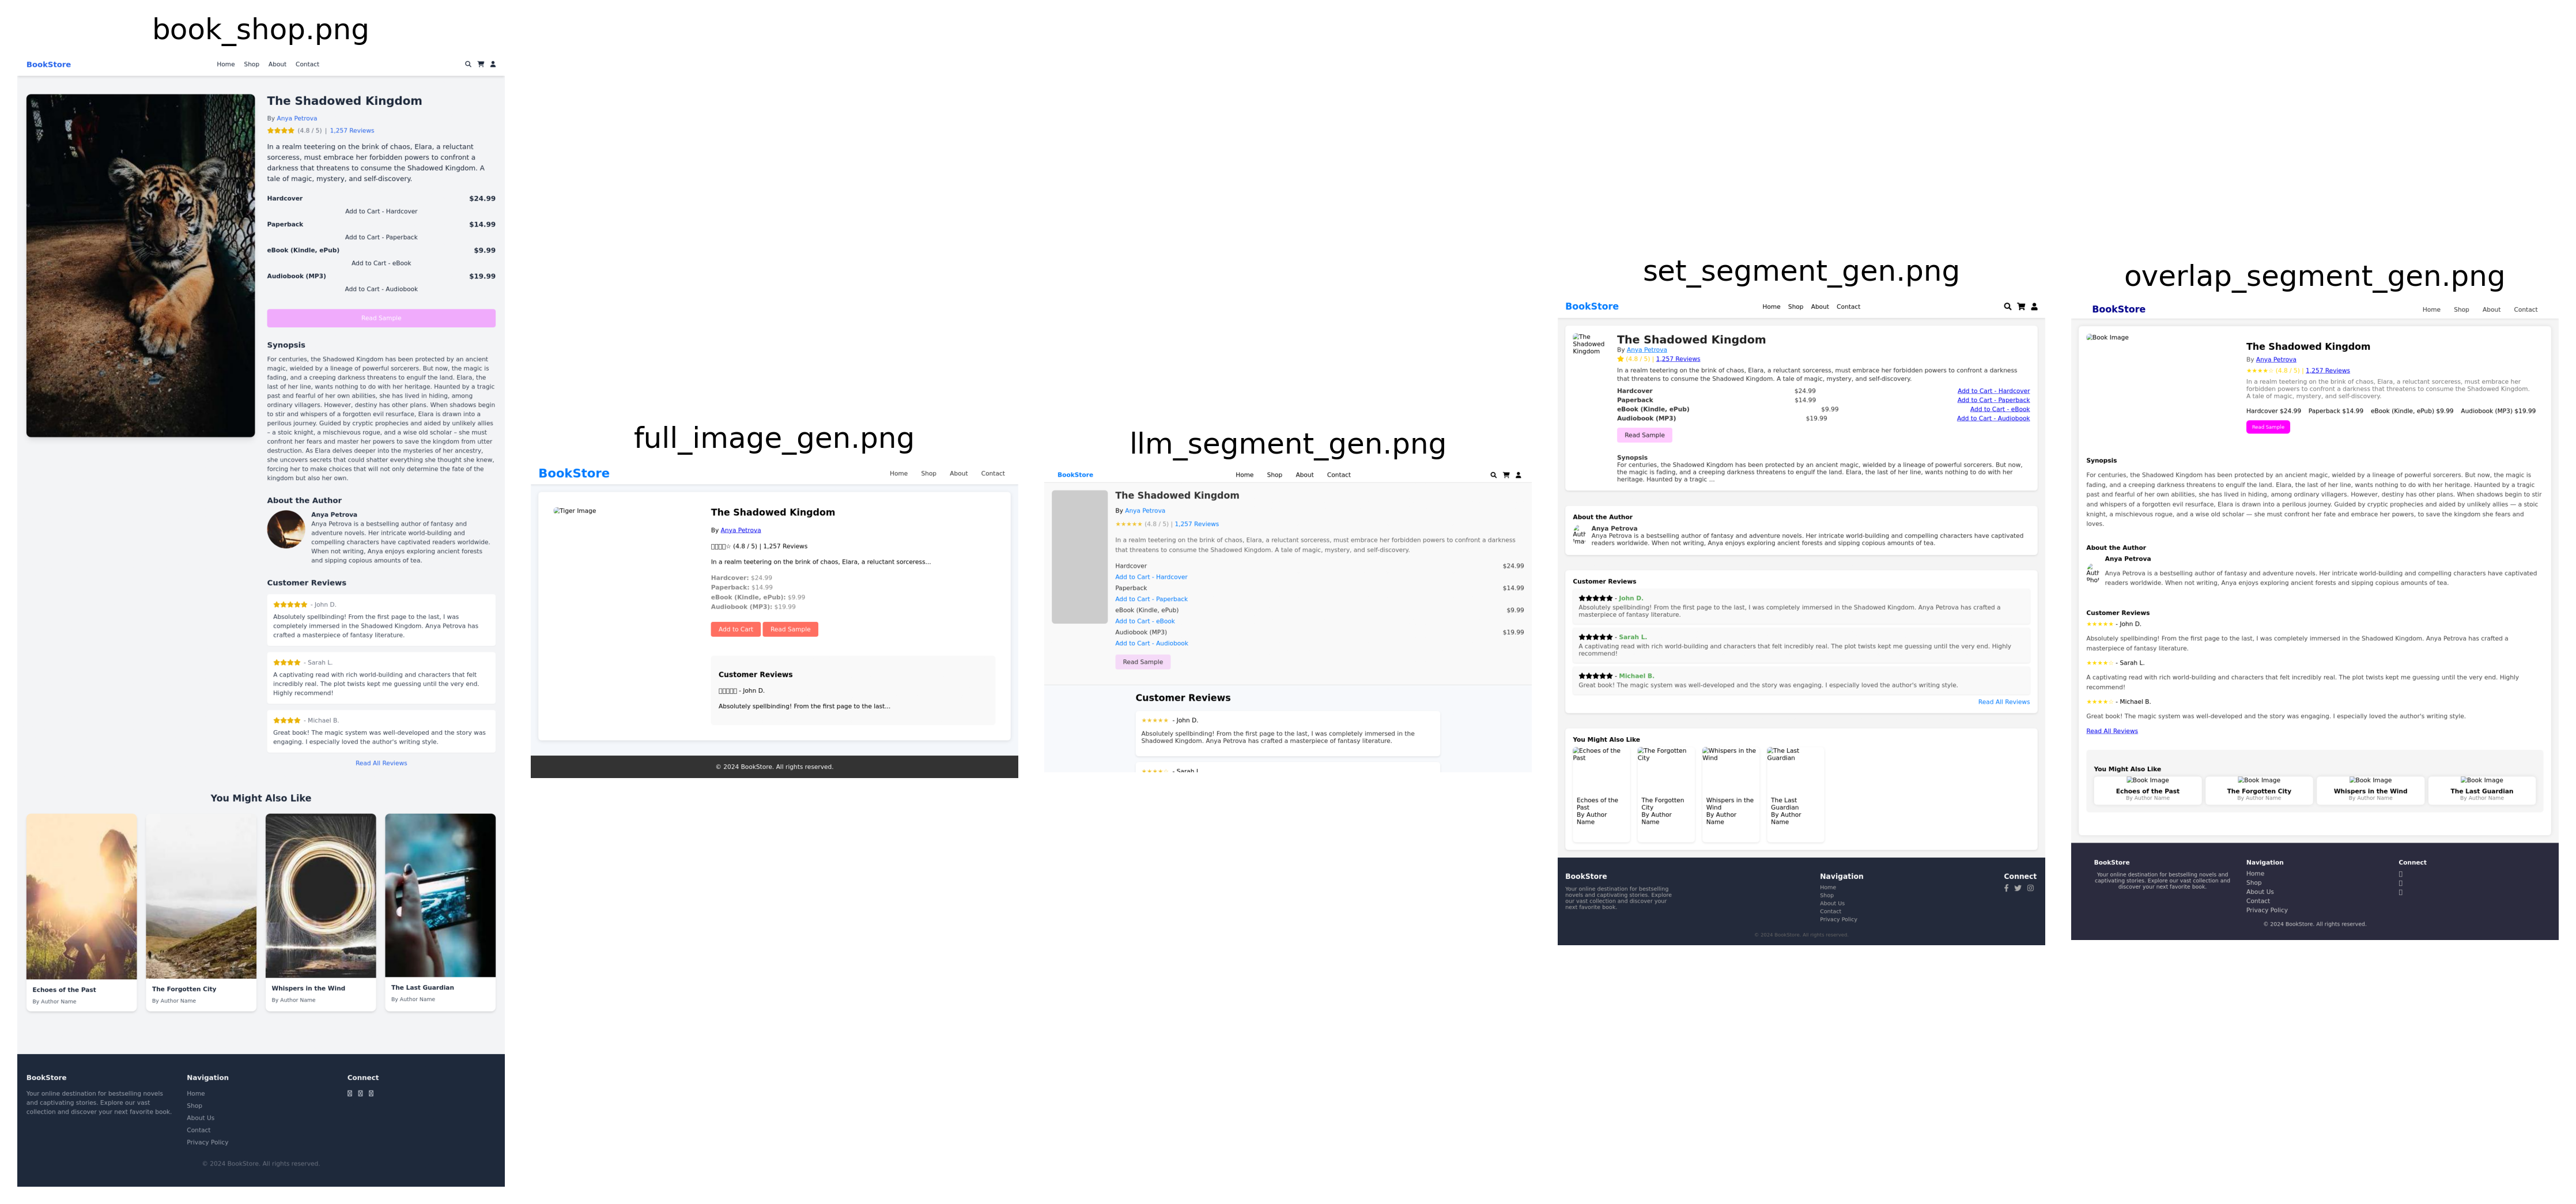 book_shop.png
BookStore
Home Shop About Contact
The Shadowed Kingdom
By Anya Petrova
(4.8 / 5) | 1,257 Reviews
In a realm teetering on the brink of chaos, Elara, a reluctant
sorceress, must embrace her forbidden powers to confront a
darkness that threatens to consume the Shadowed Kingdom. A
tale of magic, mystery, and self-discovery.
Hardcover $24.99
Add to Cart - Hardcover
Paperback $14.99
Add to Cart - Paperback
eBook (Kindle, ePub) $9.99
Add to Cart - eBook
Audiobook (MP3) $19.99
Add to Cart - Audiobook
Read Sample
Synopsis
For centuries, the Shadowed Kingdom has been protected by an ancient
magic, wielded by a lineage of powerful sorceresses. But now, the magic is
fading, and a creeping darkness threatens to engulf the land. Elara, the
last of her line, wants nothing to do with her heritage. Haunted by a tragic
past and fearful of her own abilities, she has lived in hiding, among
ordinary villagers. However, destiny has other plans. When shadows begin
to stir and whispers of a forgotten evil resurface, Elara is drawn into a
perilous journey. Guided by cryptic prophecies and aided by unlikely allies
– a stoic knight, a mischievous rogue, and a wise old scholar – she must
confront her fears and master her powers to save the kingdom from utter
destruction. As Elara delves deeper into the mysteries of her ancestry,
she uncovers secrets that could shatter everything she thought she knew,
forcing her to make choices that will not only determine the fate of the
kingdom but also her own.
About the Author
Anya Petrova
Anya Petrova is a bestselling author of fantasy and
adventure novels. Her intricate world-building and
compelling characters have captivated readers worldwide.
When not writing, Anya enjoys exploring ancient forests
and sipping copious amounts of tea.
Customer Reviews
- John D.
Absolutely spellbinding! From the first page to the last, I was
completely immersed in the Shadowed Kingdom. Anya Petrova has
crafted a masterpiece of fantasy literature.
- Sarah L.
A captivating read with rich world-building and characters that felt
incredibly real. The plot twists kept me guessing until the very end.
Highly recommend!
- Michael B.
Great book! The magic system was well-developed and the story was
engaging. I especially loved the author's writing style.
Read All Reviews
You Might Also Like
Echoes of the Past
By Author Name
The Forgotten City
By Author Name
Whispers in the Wind
By Author Name
The Last Guardian
By Author Name
BookStore
Your online destination for bestselling novels
and captivating stories. Explore our vast
collection and discover your next favorite book.
Navigation
Home
Shop
About Us
Contact
Privacy Policy
Connect
© 2024 BookStore. All rights reserved.
full_image_gen.png
BookStore
Home Shop About Contact
Tiger Image
The Shadowed Kingdom
By Anya Petrova
☆ (4.8 / 5) | 1,257 Reviews
In a realm teetering on the brink of chaos, Elara, a reluctant sorceress...
Hardcover: $24.99
Paperback: $14.99
eBook (Kindle, ePub): $9.99
Audiobook (MP3): $19.99
Add to Cart Read Sample
Customer Reviews
- John D.
Absolutely spellbinding! From the first page to the last...
© 2024 BookStore. All rights reserved.
llm_segment_gen.png
BookStore
Home Shop About Contact
The Shadowed Kingdom
By Anya Petrova
★★★★★ (4.8 / 5) | 1,257 Reviews
In a realm teetering on the brink of chaos, Elara, a reluctant sorceress, must embrace her forbidden powers to confront a darkness
that threatens to consume the Shadowed Kingdom. A tale of magic, mystery, and self-discovery.
Hardcover $24.99
Add to Cart - Hardcover
Paperback $14.99
Add to Cart - Paperback
eBook (Kindle, ePub) $9.99
Add to Cart - eBook
Audiobook (MP3) $19.99
Add to Cart - Audiobook
Read Sample
Customer Reviews
★★★★★ - John D.
Absolutely spellbinding! From the first page to the last, I was completely immersed in the
Shadowed Kingdom. Anya Petrova has crafted a masterpiece of fantasy literature.
★★★★☆ - Sarah L.
set_segment_gen.png
BookStore
Home Shop About Contact
The
Shadowed
Kingdom
The Shadowed Kingdom
By Anya Petrova
(4.8 / 5) | 1,257 Reviews
In a realm teetering on the brink of chaos, Elara, a reluctant sorceress, must embrace her forbidden powers to confront a darkness
that threatens to consume the Shadowed Kingdom. A tale of magic, mystery, and self-discovery.
Hardcover $24.99 Add to Cart - Hardcover
Paperback $14.99 Add to Cart - Paperback
eBook (Kindle, ePub) $9.99 Add to Cart - eBook
Audiobook (MP3) $19.99 Add to Cart - Audiobook
Read Sample
Synopsis
For centuries, the Shadowed Kingdom has been protected by an ancient magic, wielded by a lineage of powerful sorceresses. But now,
the magic is fading, and a creeping darkness threatens to engulf the land. Elara, the last of her line, wants nothing to do with her
heritage. Haunted by a tragic ...
About the Author
Anya Petrova
Anya Petrova is a bestselling author of fantasy and adventure novels. Her intricate world-building and compelling characters have captivated
readers worldwide. When not writing, Anya enjoys exploring ancient forests and sipping copious amounts of tea.
Customer Reviews
- John D.
Absolutely spellbinding! From the first page to the last, I was completely immersed in the Shadowed Kingdom. Anya Petrova has crafted a
masterpiece of fantasy literature.
- Sarah L.
A captivating read with rich world-building and characters that felt incredibly real. The plot twists kept me guessing until the very end. Highly
recommend!
- Michael B.
Great book! The magic system was well-developed and the story was engaging. I especially loved the author's writing style.
Read All Reviews
You Might Also Like
Echoes of the
Past
The Forgotten
City
Whispers in the
Wind
The Last
Guardian
Echoes of the
Past
By Author
Name
The Forgotten
City
By Author
Name
Whispers in the
Wind
By Author
Name
The Last
Guardian
By Author
Name
BookStore
Your online destination for bestselling
novels and captivating stories. Explore
our vast collection and discover your
next favorite book.
Navigation
Home
Shop
About Us
Contact
Privacy Policy
Connect
© 2024 BookStore. All rights reserved.
overlap_segment_gen.png
BookStore
Home Shop About Contact
Book Image
The Shadowed Kingdom
By Anya Petrova
★★★★☆ (4.8 / 5) | 1,257 Reviews
In a realm teetering on the brink of chaos, Elara, a reluctant sorceress, must embrace her
forbidden powers to confront a darkness that threatens to consume the Shadowed Kingdom.
A tale of magic, mystery, and self-discovery.
Hardcover $24.99 Paperback $14.99 eBook (Kindle, ePub) $9.99 Audiobook (MP3) $19.99
Read Sample
Synopsis
For centuries, the Shadowed Kingdom has been protected by an ancient magic, wielded by a lineage of powerful sorceresses. But now, the magic is
fading, and a creeping darkness threatens to engulf the land. Elara, the last of her line, wants nothing to do with her heritage. Haunted by a tragic
past and fearful of her own abilities, she has lived in hiding, among ordinary villagers. However, destiny has other plans. When shadows begin to stir
and whispers of a forgotten evil resurface, Elara is drawn into a perilous journey. Guided by cryptic prophecies and aided by unlikely allies — a stoic
knight, a mischievous rogue, and a wise old scholar — she must confront her fate and embrace her powers, to save the kingdom she fears and
loves.
About the Author
Anya Petrova
Anya Petrova is a bestselling author of fantasy and adventure novels. Her intricate world-building and compelling characters have captivated
readers worldwide. When not writing, Anya enjoys exploring ancient forests and sipping copious amounts of tea.
Customer Reviews
★★★★★ - John D.
Absolutely spellbinding! From the first page to the last, I was completely immersed in the Shadowed Kingdom. Anya Petrova has crafted a
masterpiece of fantasy literature.
★★★★☆ - Sarah L.
A captivating read with rich world-building and characters that felt incredibly real. The plot twists kept me guessing until the very end. Highly
recommend!
★★★★☆ - Michael B.
Great book! The magic system was well-developed and the story was engaging. I especially loved the author's writing style.
Read All Reviews
You Might Also Like
Book Image
Echoes of the Past
By Author Name
Book Image
The Forgotten City
By Author Name
Book Image
Whispers in the Wind
By Author Name
Book Image
The Last Guardian
By Author Name
BookStore
Your online destination for bestselling novels and
captivating stories. Explore our vast collection and
discover your next favorite book.
Navigation
Home
Shop
About Us
Contact
Privacy Policy
Connect
© 2024 BookStore. All rights reserved.